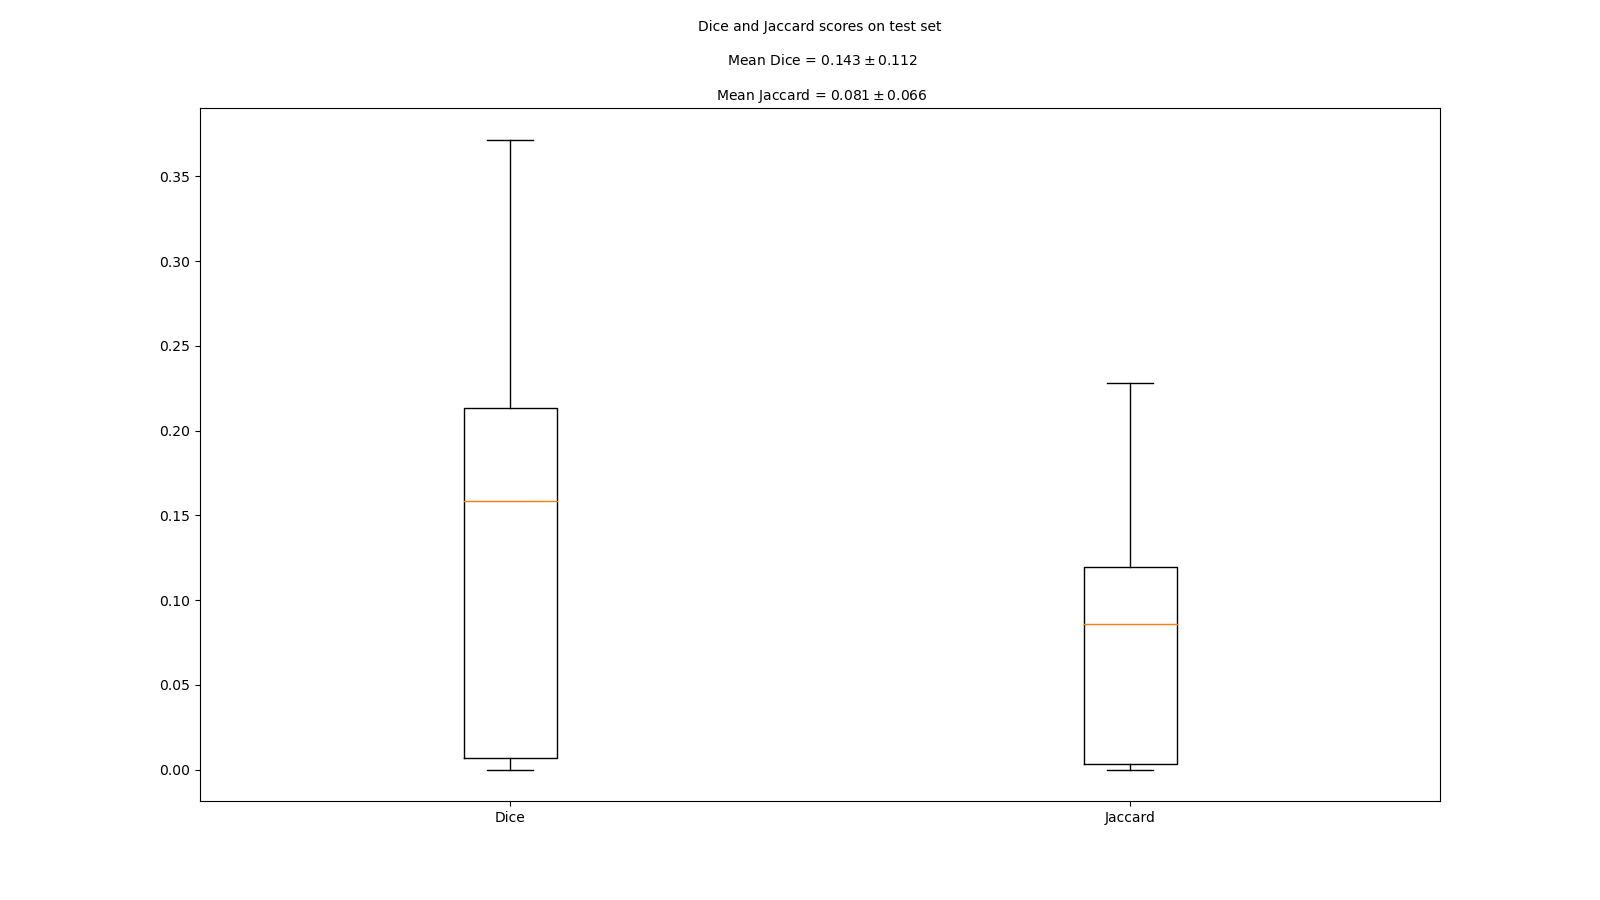 Dice and Jaccard scores on test set
Mean Dice = 0.143 ± 0.112
Mean Jaccard = 0.081 ± 0.066
0.35
0.30
0.25
0.20
0.15
0.10
0.05
0.00
Dice
Jaccard